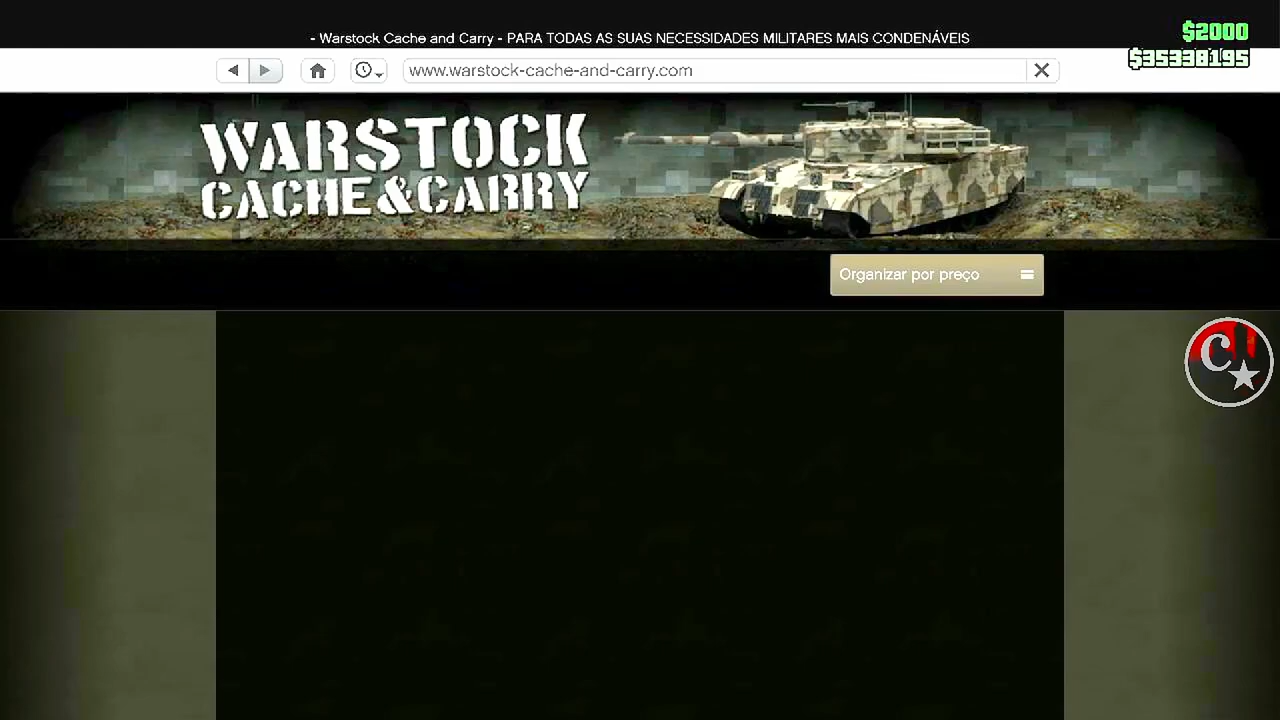 - Warstock Cache and Carry - PARA TODAS AS SUAS NECESSIDADES MILITARES MAIS CONDENÁVEIS
$2000
$35338195
www.warstock-cache-and-carry.com
WARSTOCK
CACHE&CARRY
Organizar por preço
C